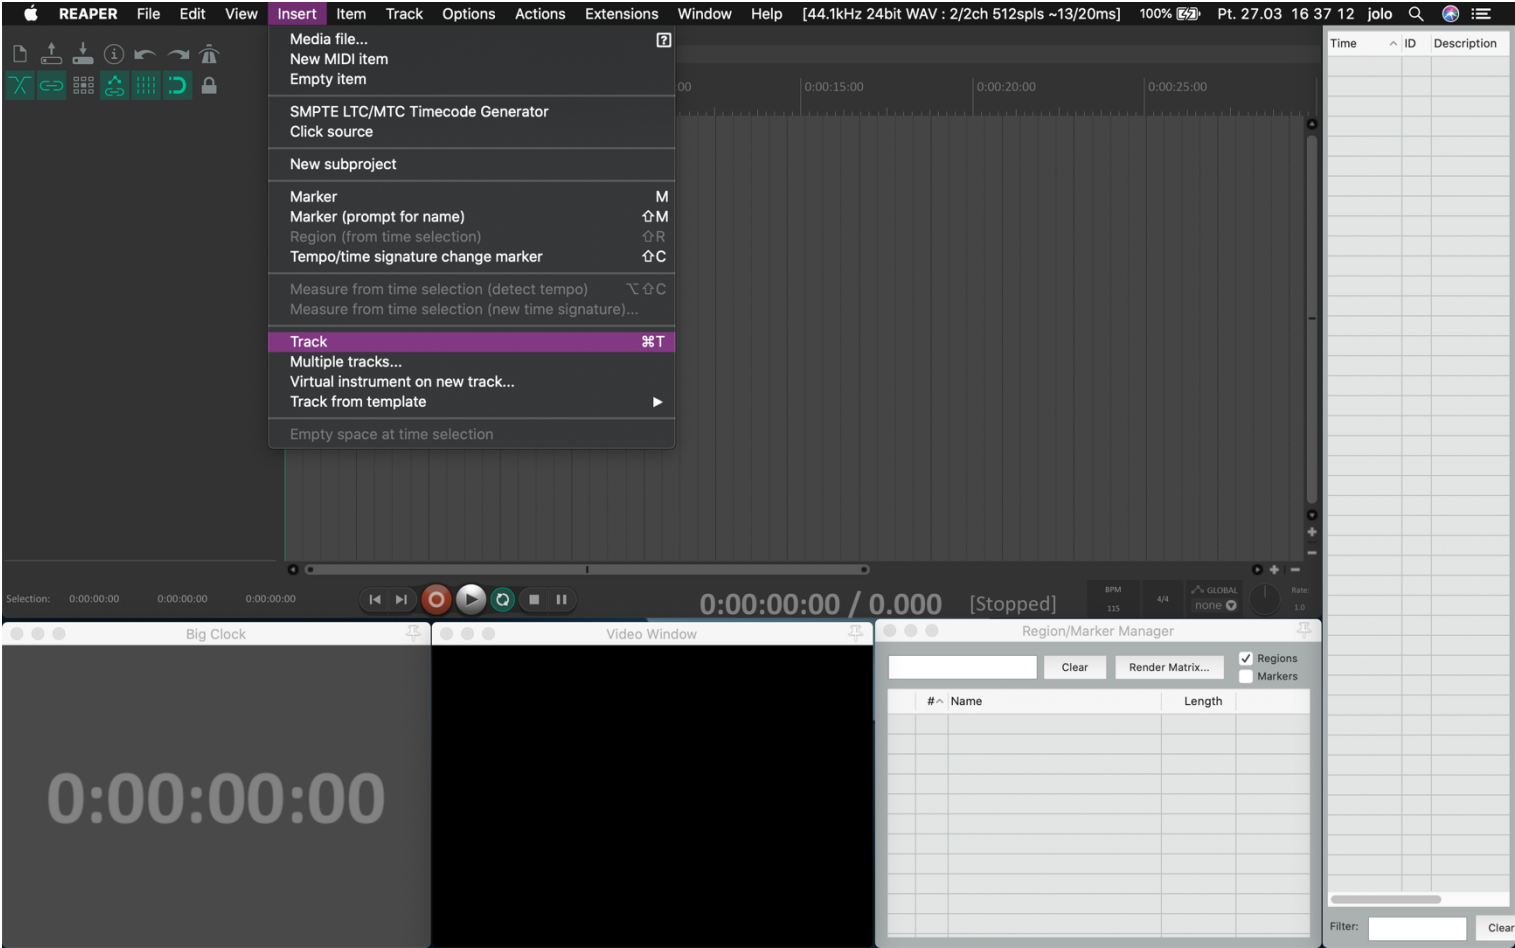 REAPER File Edit View Insert Item Track Options Actions Extensions Window Help [44.1kHz 24bit WAV : 2/2ch 512spls ~13/20ms] 100% Pt. 27.03 16 37 12 jolo
Media file... ?
New MIDI item
Empty item
SMPTE LTC/MTC Timecode Generator
Click source
New subproject
Marker M
Marker (prompt for name) ⇧M
Region (from time selection) ⇧R
Tempo/time signature change marker ⇧C
Measure from time selection (detect tempo) ⌥⇧C
Measure from time selection (new time signature)...
Track ⌘T
Multiple tracks...
Virtual instrument on new track...
Track from template ▶
Empty space at time selection
:00 0:00:15:00 0:00:20:00 0:00:25:00
Time ID Description
Selection: 0:00:00:00 0:00:00:00 0:00:00:00
0:00:00:00 / 0.000 [Stopped]
BPM
115
4/4
GLOBAL
none
Rate:
1.0
Big Clock
0:00:00:00
Video Window
Region/Marker Manager
Clear Render Matrix... Regions
Markers
# Name Length
Filter: Clear